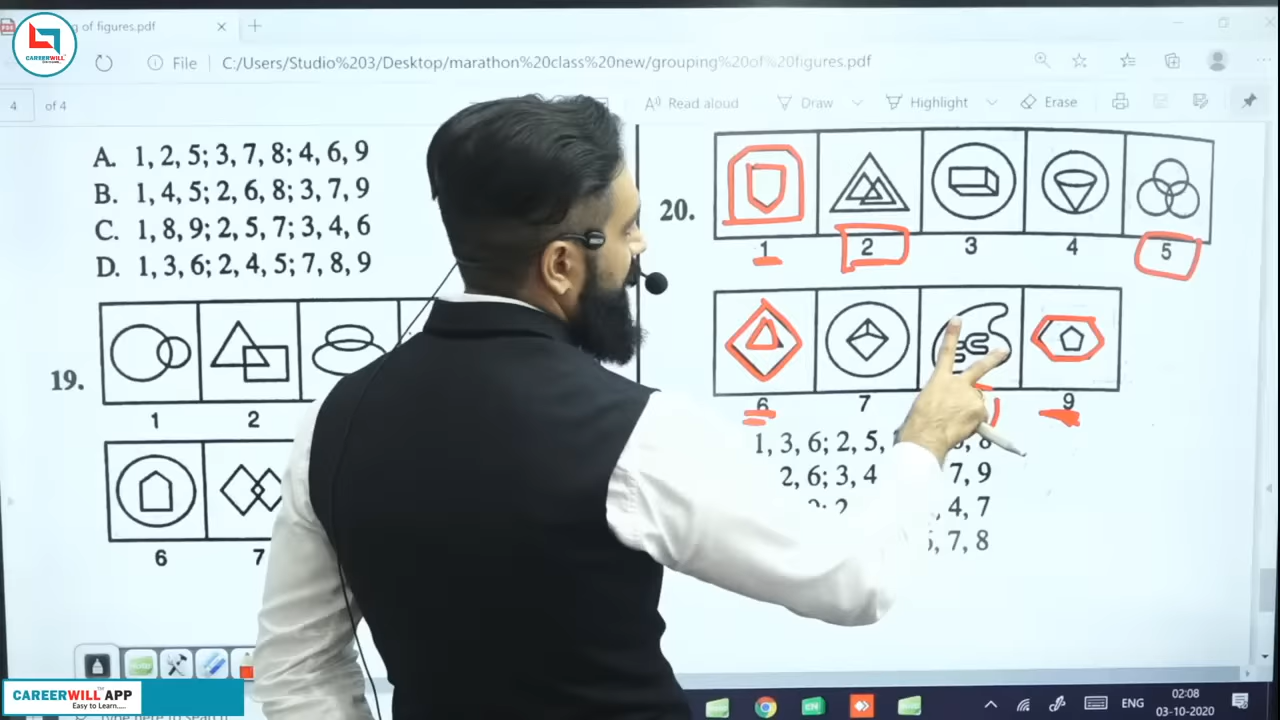 CAREERWILL
g of figures.pdf
File C:/Users/Studio%203/Desktop/marathon%20class%20new/grouping%20of%20figures.pdf
4 of 4
Read aloud Draw Highlight Erase
A. 1, 2, 5; 3, 7, 8; 4, 6, 9
B. 1, 4, 5; 2, 6, 8; 3, 7, 9
C. 1, 8, 9; 2, 5, 7; 3, 4, 6
D. 1, 3, 6; 2, 4, 5; 7, 8, 9
19.
1 2
6 7
20.
1 2 3 4 5
6 7 9
1, 3, 6; 2, 5, 8
2, 6; 3, 4 7, 9
, 4, 7
, 7, 8
CAREERWILL APP
Easy to Learn.....
EN
ENG
02:08
03-10-2020